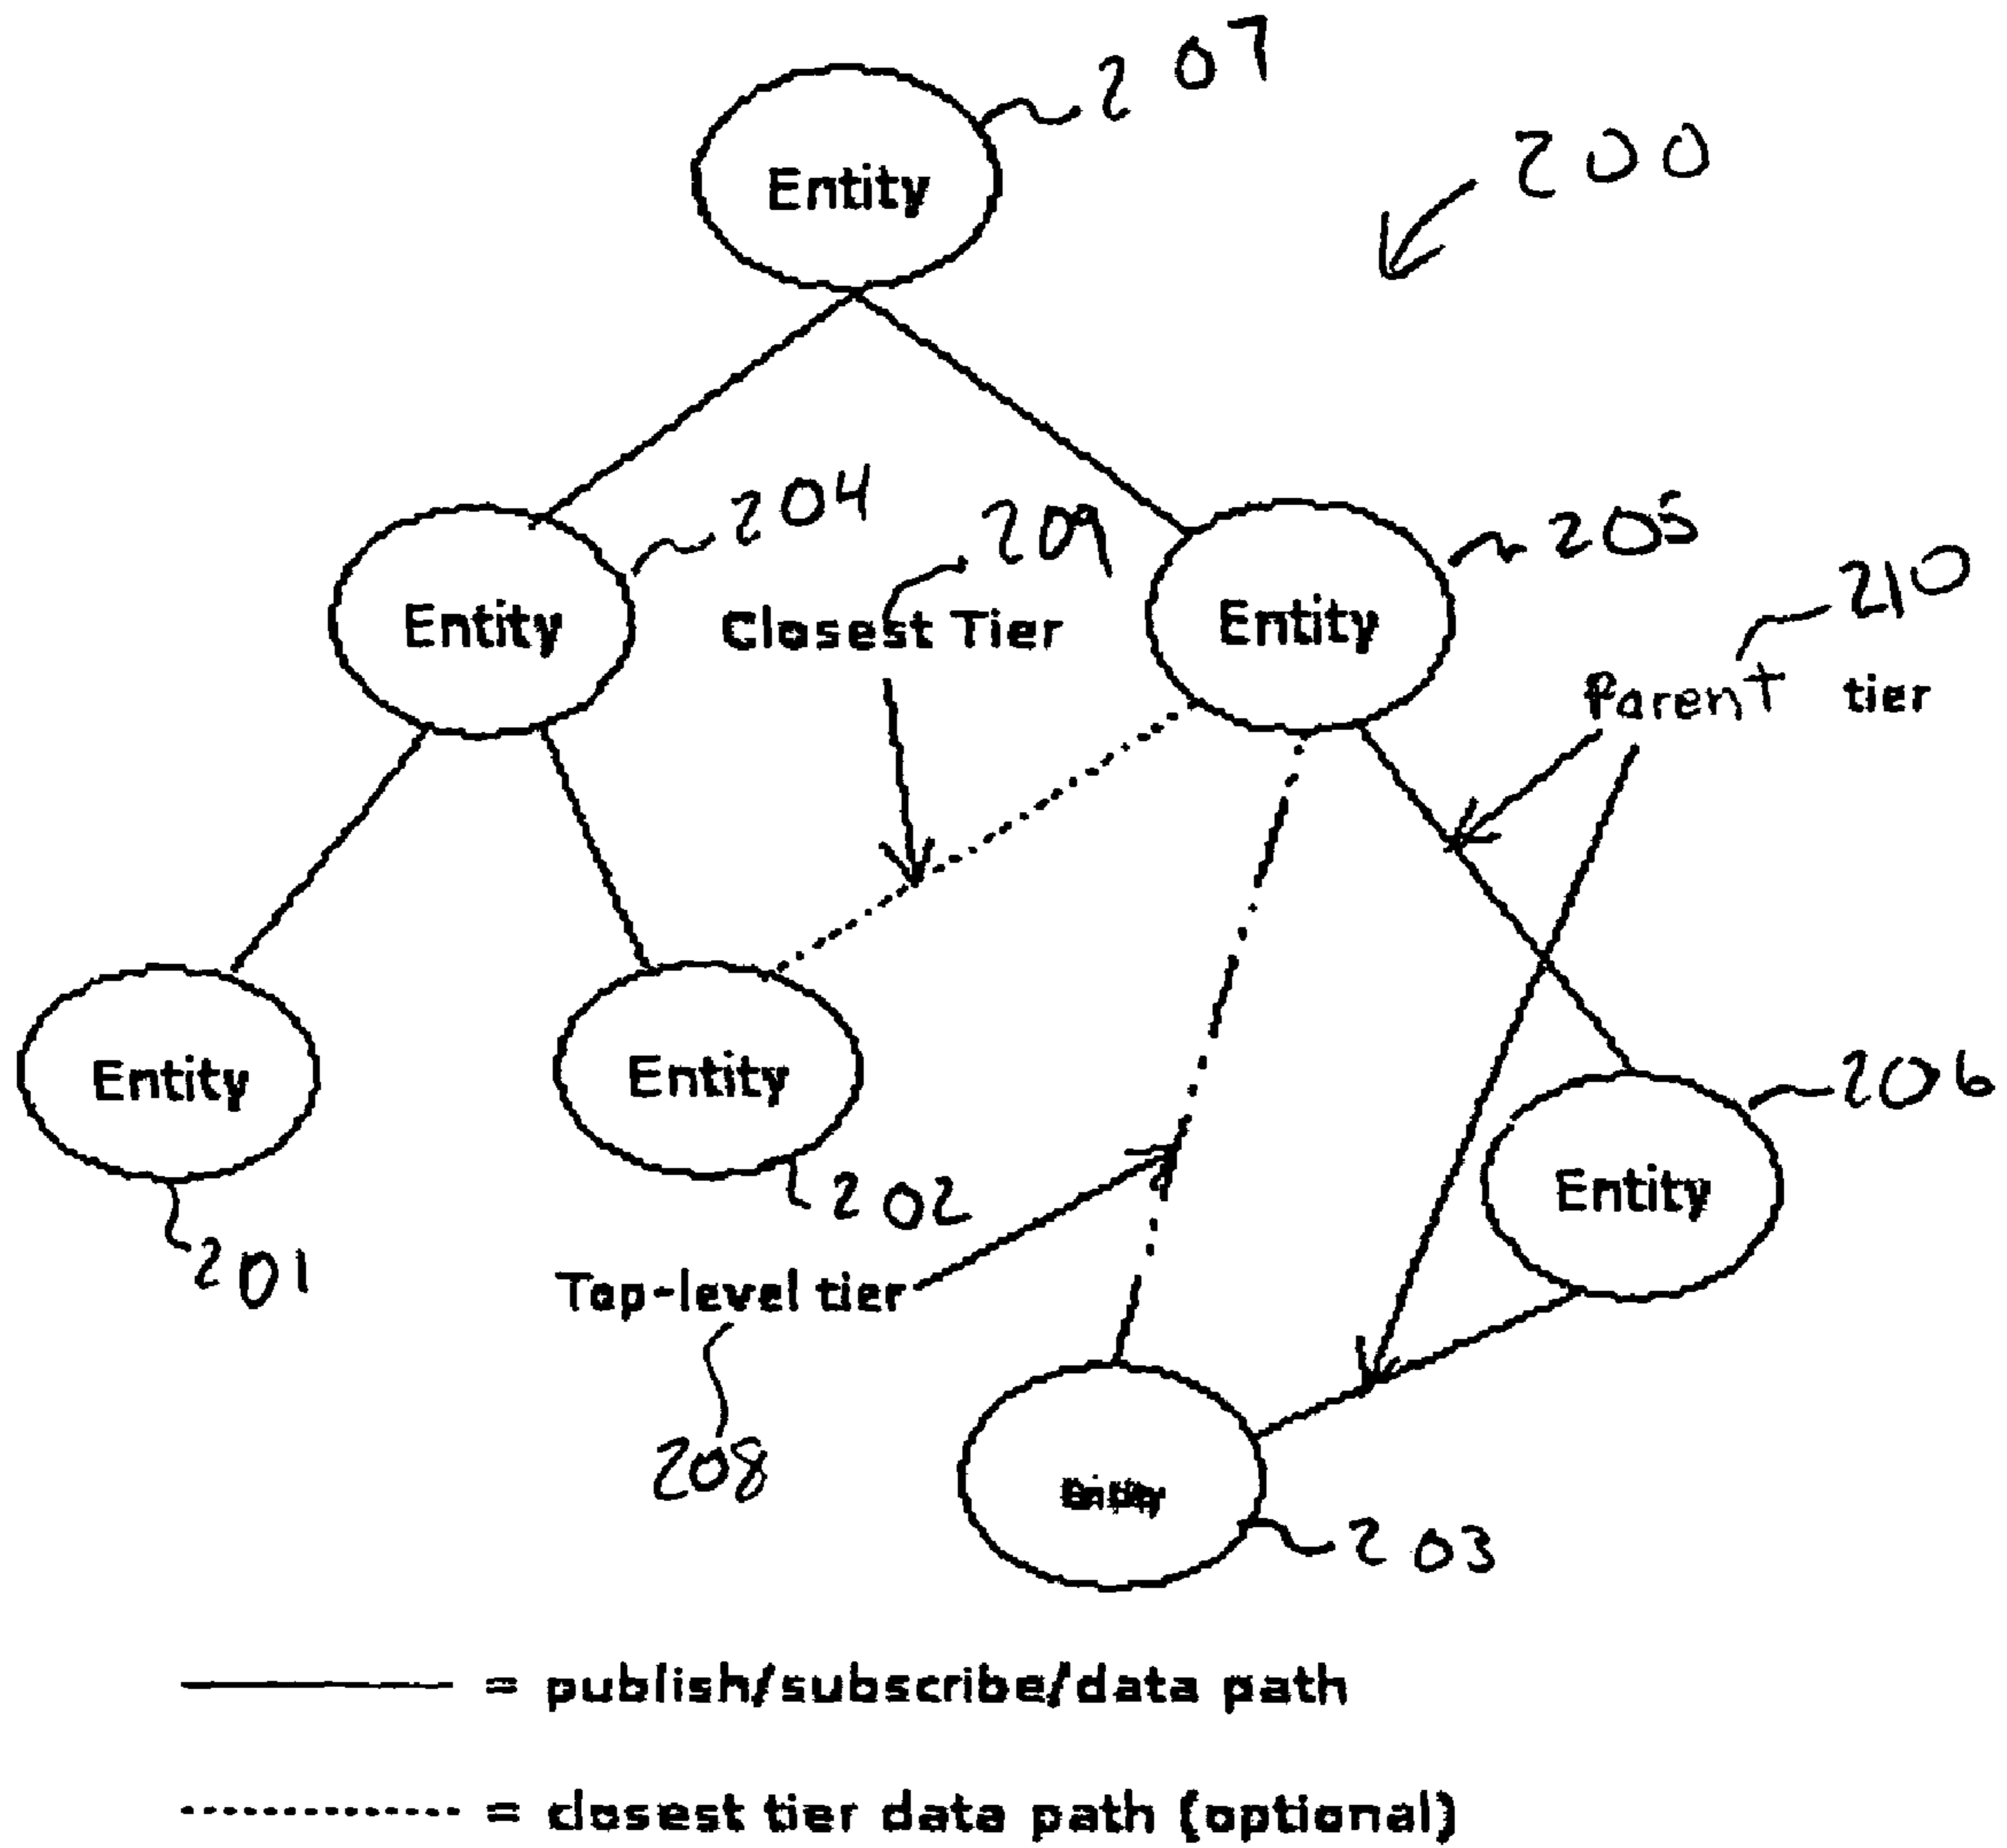 207
Entity
200
204
209
205
Entity
Closest Tier
Entity
210
Parent tier
Entity
Entity
206
Entity
202
201
Top-level tier
208
Entity
203
= publish/subscribe/data path
= closest tier data path (optional)